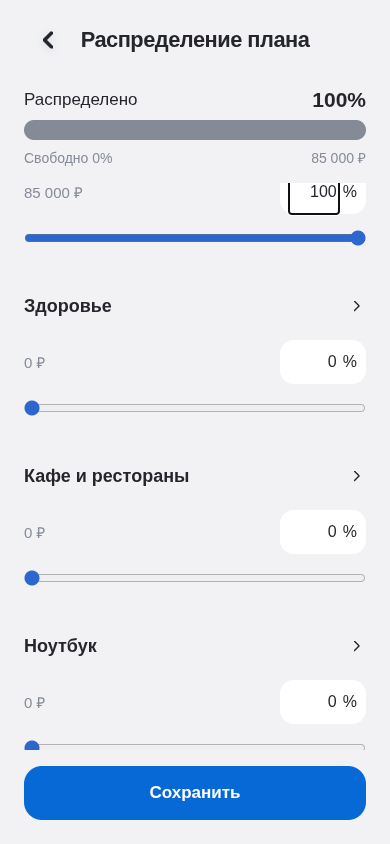 Распределение плана
Распределено 100%
Свободно 0% 85 000 ₽
85 000 ₽ 100 %
Здоровье
0 ₽ 0 %
Кафе и рестораны
0 ₽ 0 %
Ноутбук
0 ₽ 0 %
Сохранить